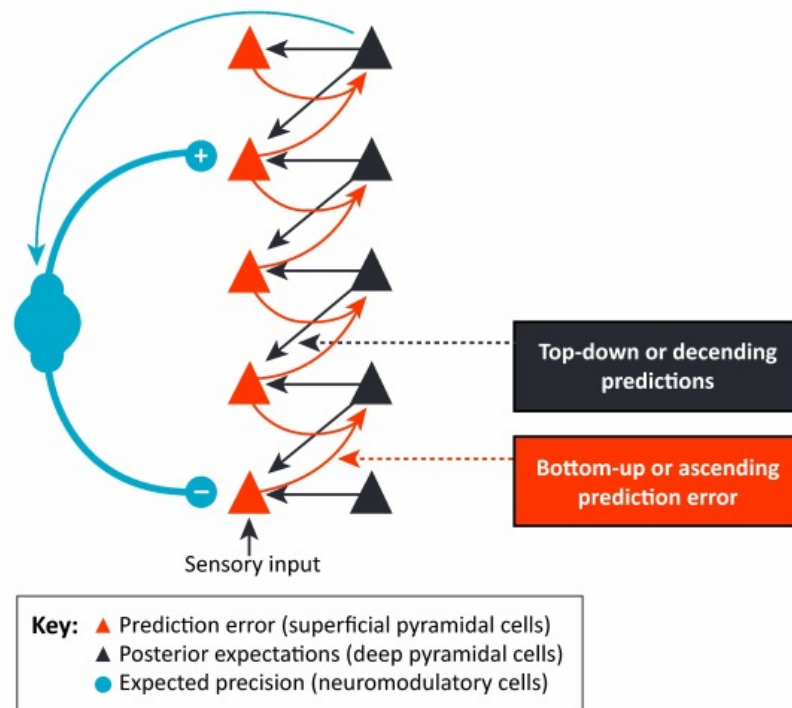 +
Top-down or decending
predictions
Bottom-up or ascending
prediction error
−
Sensory input
Key: ▲ Prediction error (superficial pyramidal cells)
▲ Posterior expectations (deep pyramidal cells)
● Expected precision (neuromodulatory cells)